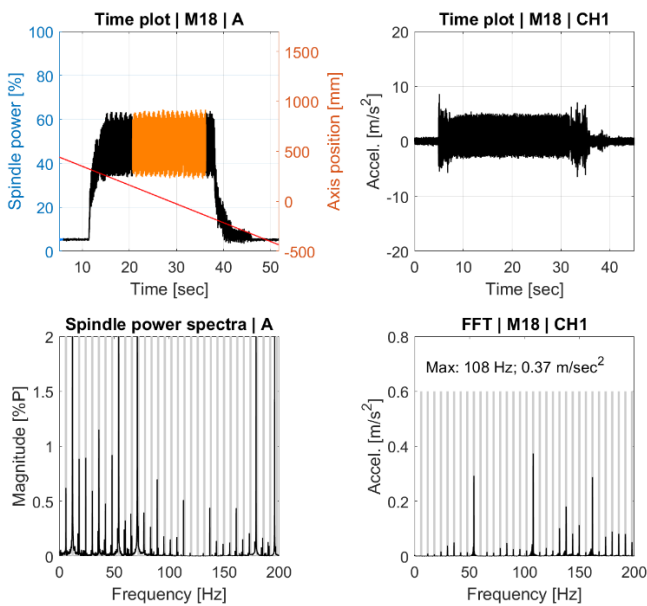 Time plot | M18 | A
Spindle power [%]
100
80
60
40
20
0
1500
1000
500
0
-500
Axis position [mm]
10 20 30 40 50
Time [sec]
Time plot | M18 | CH1
Accel. [m/s²]
20
10
0
-10
-20
0 10 20 30 40
Time [sec]
Spindle power spectra | A
Magnitude [%P]
2
1.5
1
0.5
0
0 50 100 150 200
Frequency [Hz]
FFT | M18 | CH1
Accel. [m/s²]
0.8
0.6
0.4
0.2
0
Max: 108 Hz; 0.37 m/sec²
0 50 100 150 200
Frequency [Hz]